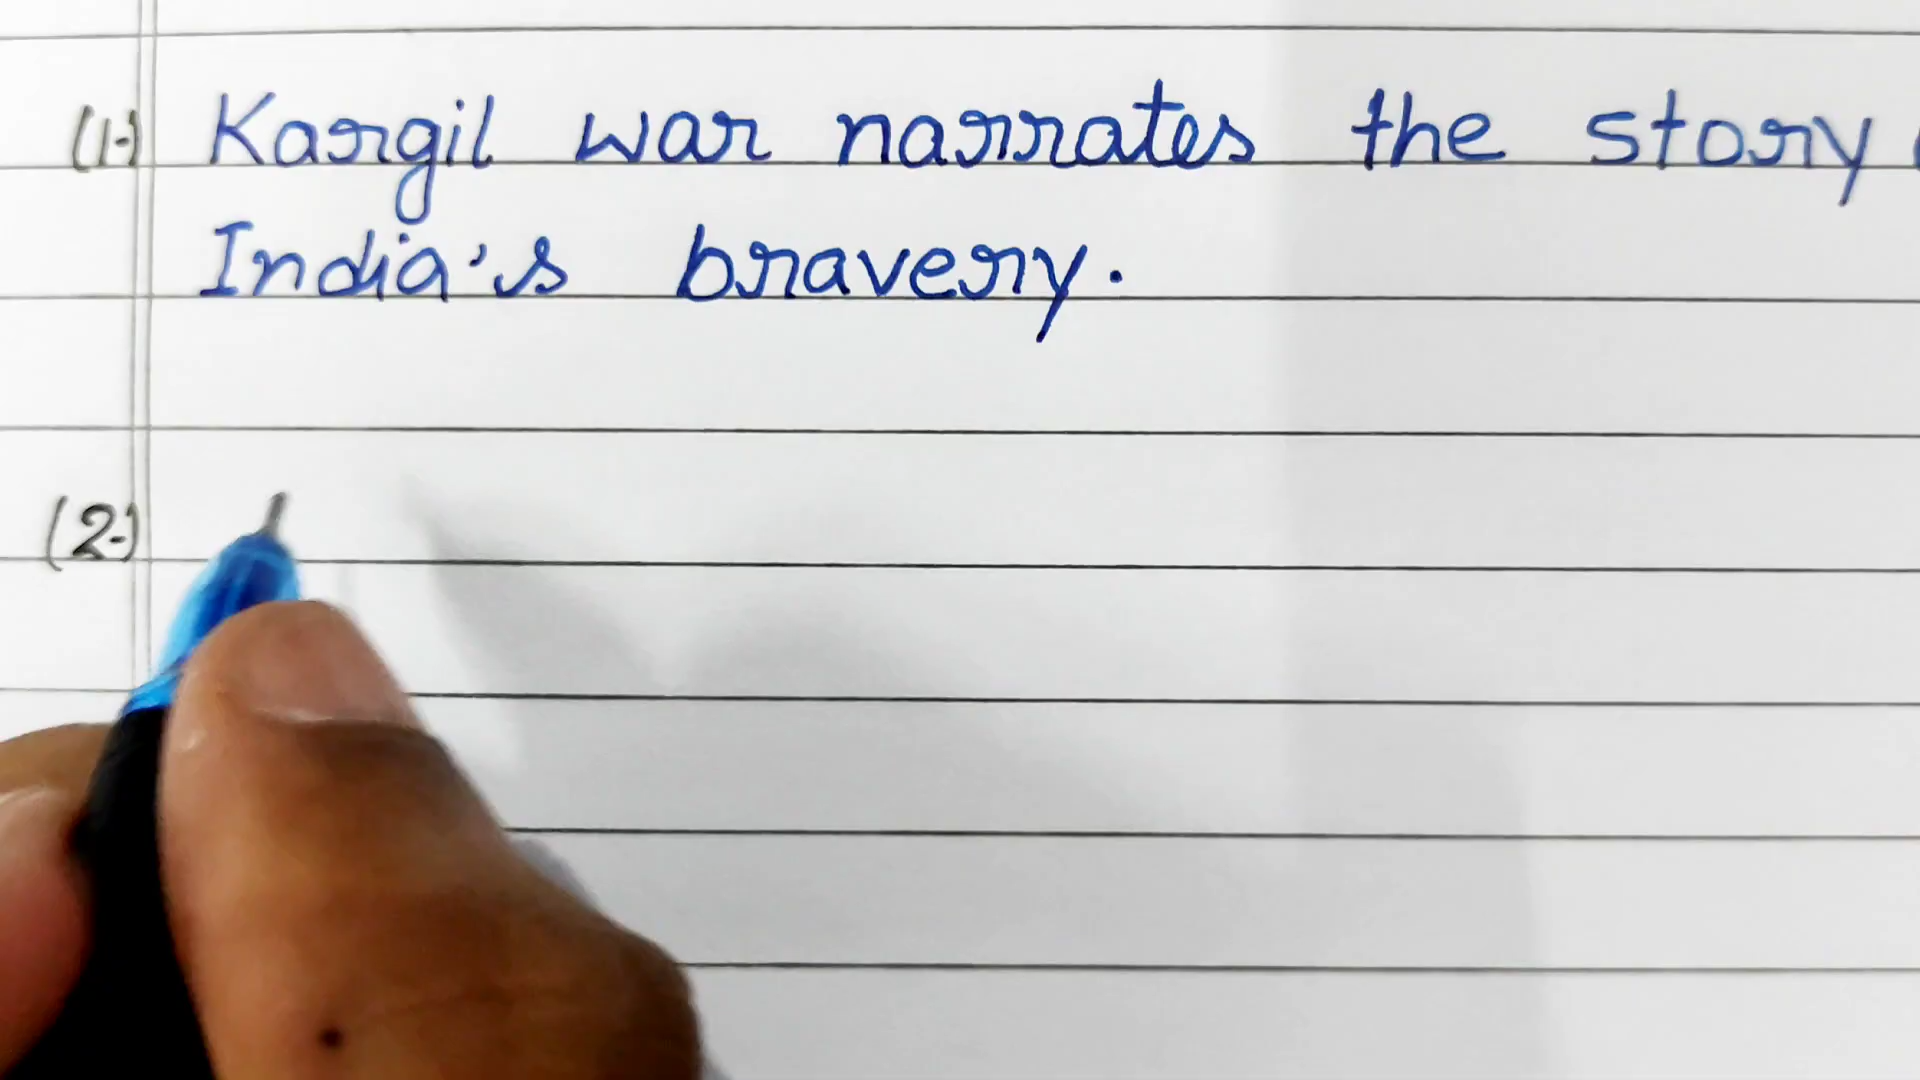 (1.) Kargil war narrates the story
India's bravery.
(2.)